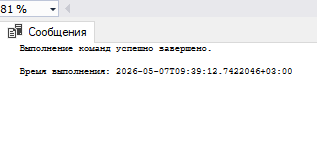 81 %
Сообщения
Выполнение команд успешно завершено.
Время выполнения: 2026-05-07T09:39:12.7422046+03:00